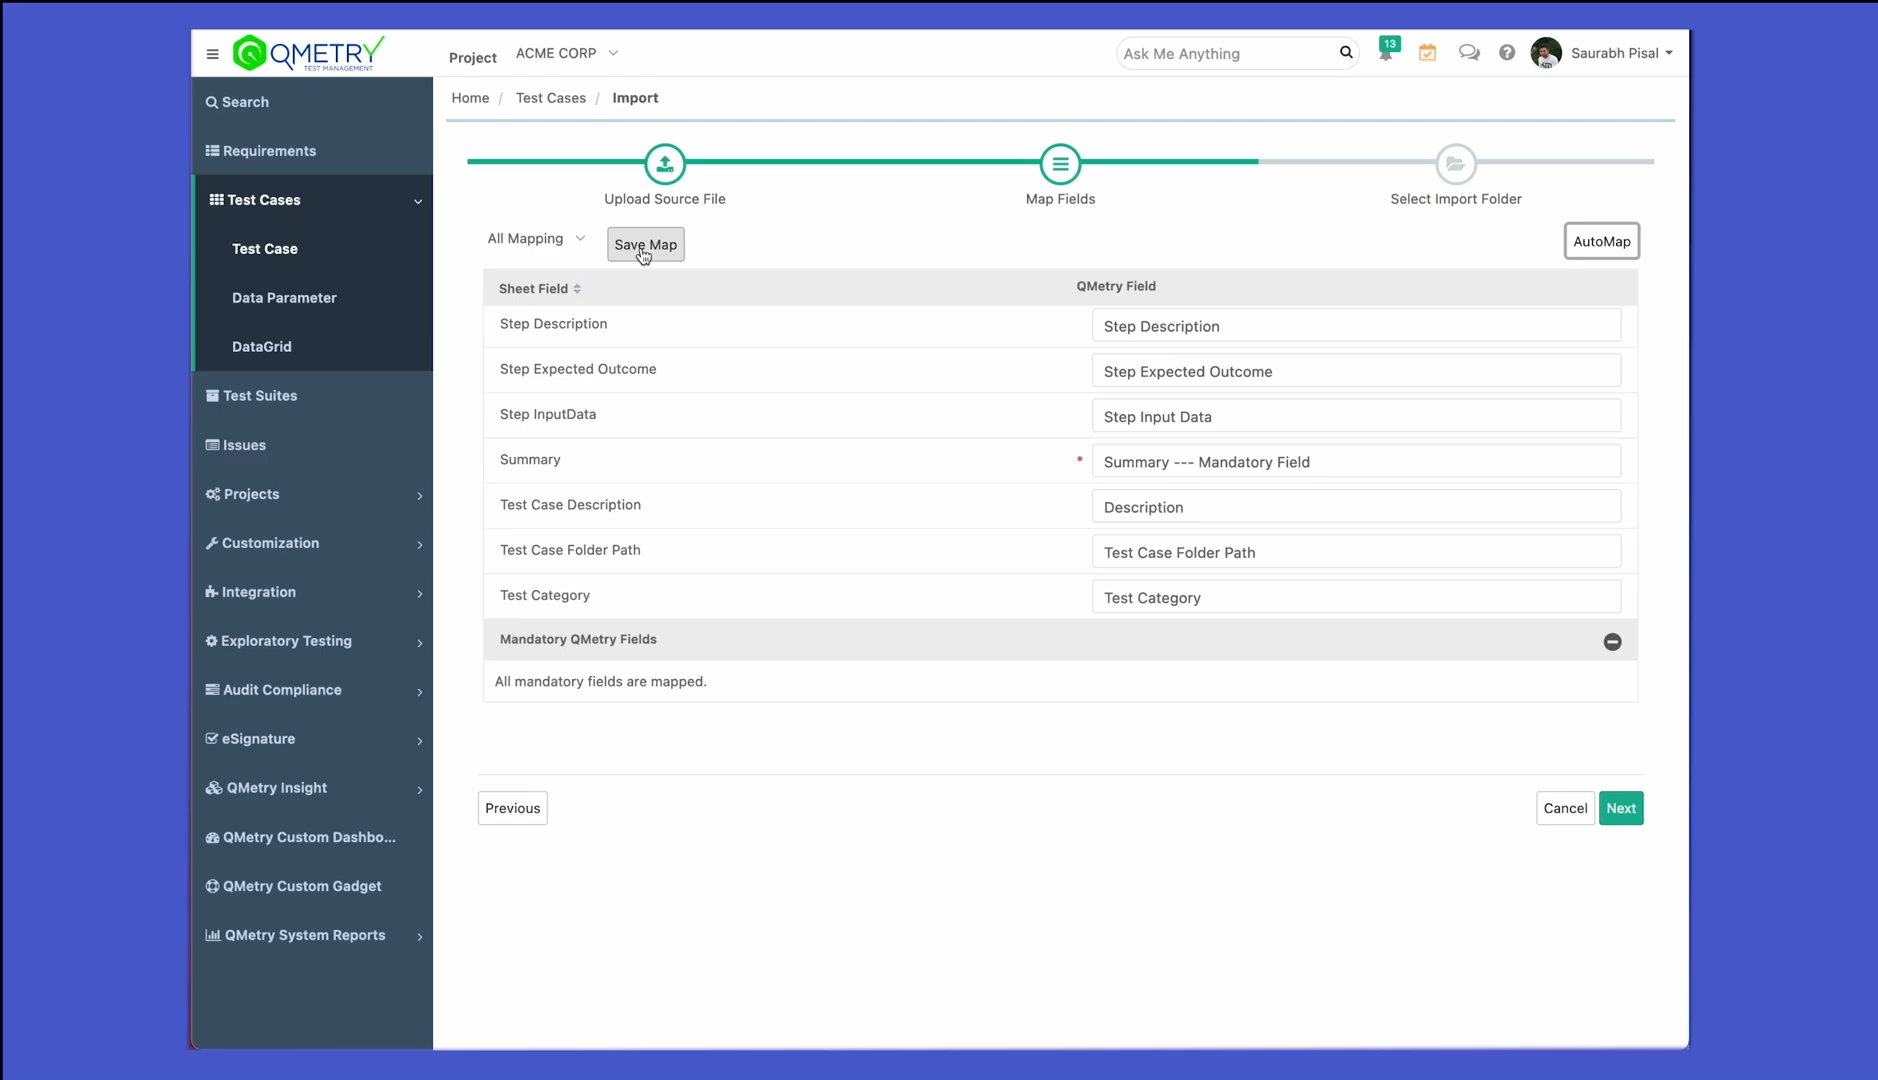 QMETRY
TEST MANAGEMENT
Project
ACME CORP
Ask Me Anything
13
Saurabh Pisal
Search
Requirements
Test Cases
Test Case
Data Parameter
DataGrid
Test Suites
Issues
Projects
Customization
Integration
Exploratory Testing
Audit Compliance
eSignature
QMetry Insight
QMetry Custom Dashbo...
QMetry Custom Gadget
QMetry System Reports
Home / Test Cases / Import
Upload Source File
Map Fields
Select Import Folder
All Mapping
Save Map
AutoMap
Sheet Field
QMetry Field
Step Description
Step Description
Step Expected Outcome
Step Expected Outcome
Step InputData
Step Input Data
Summary
* Summary --- Mandatory Field
Test Case Description
Description
Test Case Folder Path
Test Case Folder Path
Test Category
Test Category
Mandatory QMetry Fields
All mandatory fields are mapped.
Previous
Cancel
Next